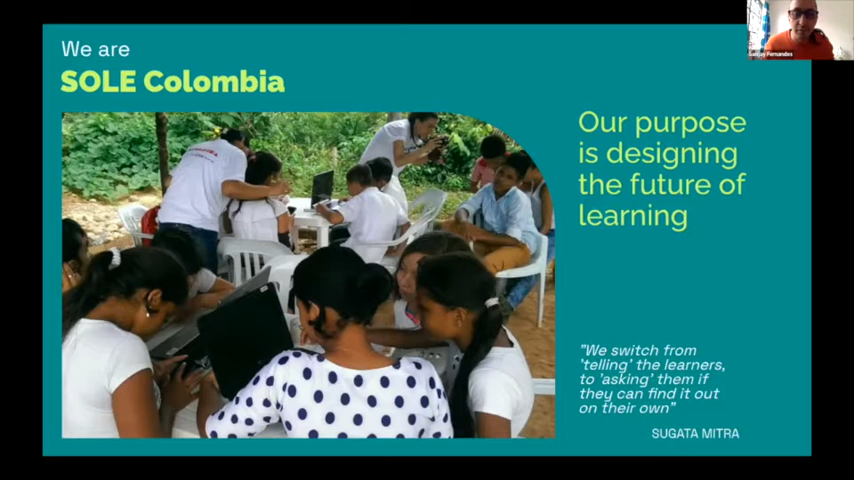 We are
SOLE Colombia
Our purpose
is designing
the future of
learning
"We switch from
'telling' the learners,
to 'asking' them if
they can find it out
on their own"
SUGATA MITRA
Fernandes